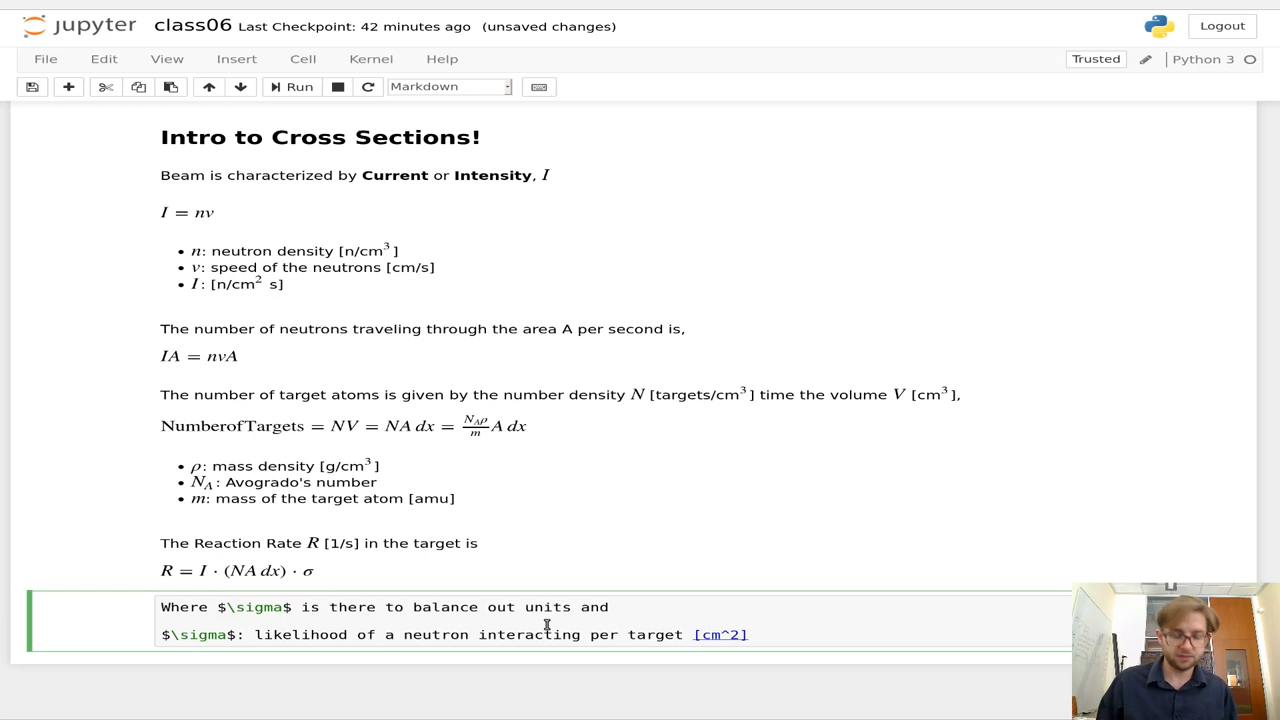 jupyter class06 Last Checkpoint: 42 minutes ago (unsaved changes) Logout
File Edit View Insert Cell Kernel Help Trusted Python 3
Run Markdown
Intro to Cross Sections!
Beam is characterized by Current or Intensity, I
I = nv
• n: neutron density [n/cm³]
• v: speed of the neutrons [cm/s]
• I: [n/cm² s]
The number of neutrons traveling through the area A per second is,
IA = nvA
The number of target atoms is given by the number density N [targets/cm³] time the volume V [cm³],
NumberofTargets = NV = NA dx = \frac{N_Aρ}{m} A dx
• ρ: mass density [g/cm³]
• N_A: Avogrado's number
• m: mass of the target atom [amu]
The Reaction Rate R [1/s] in the target is
R = I · (NA dx) · σ
Where $\sigma$ is there to balance out units and
$\sigma$: likelihood of a neutron interacting per target [cm^2]